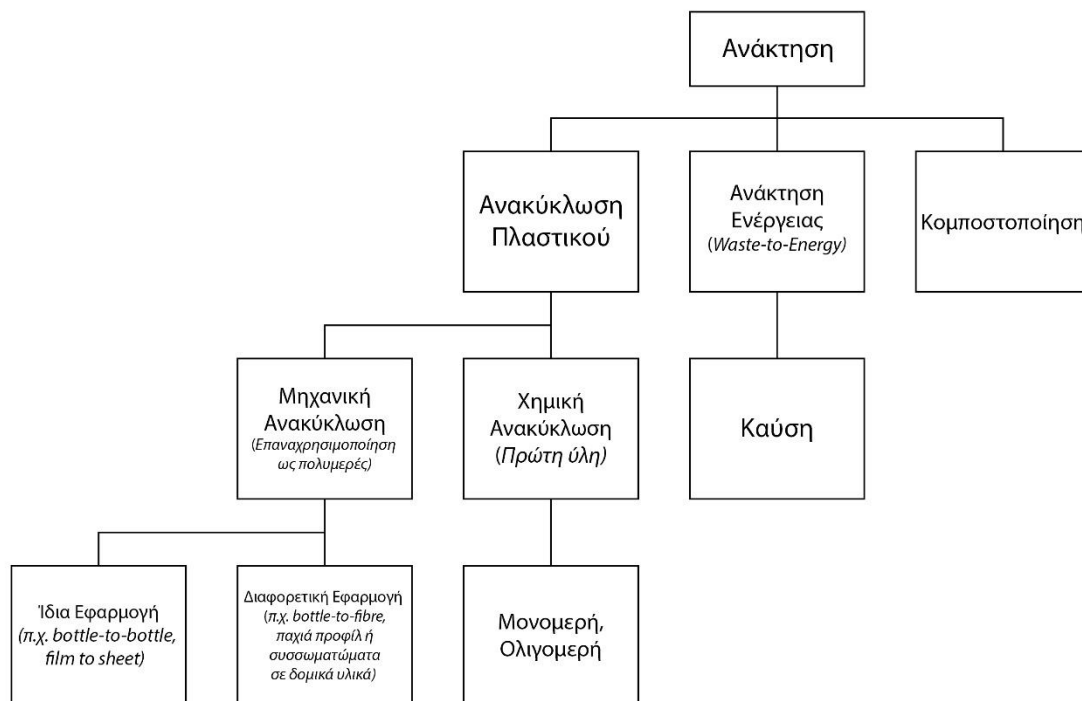 Ανάκτηση
Ανακύκλωση
Πλαστικού
Ανάκτηση
Ενέργειας
(Waste-to-Energy)
Κομποστοποίηση
Μηχανική
Ανακύκλωση
(Επαναχρησιμοποίηση
ως πολυμερές)
Χημική
Ανακύκλωση
(Πρώτη ύλη)
Καύση
Ίδια Εφαρμογή
(π.χ. bottle-to-bottle,
film to sheet)
Διαφορετική Εφαρμογή
(π.χ. bottle-to-fibre,
παχιά προφίλ ή
συσσωματώματα
σε δομικά υλικά)
Μονομερή,
Ολιγομερή